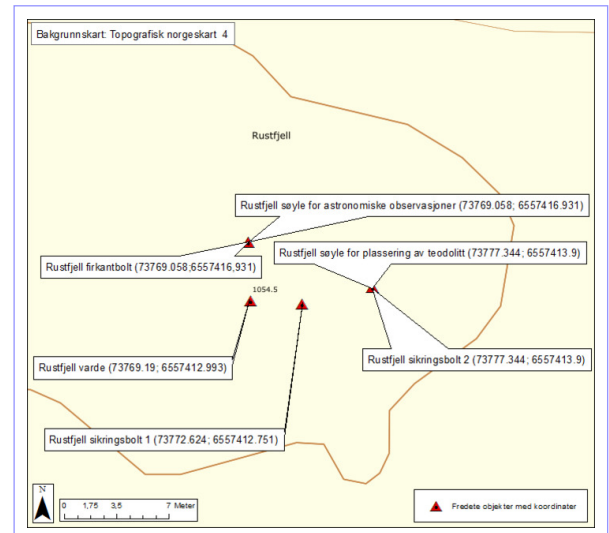 Bakgrunnskart: Topografisk norgeskart 4
Rustfjell
Rustfjell søyle for astronomiske observasjoner (73769.058; 6557416.931)
Rustfjell søyle for plassering av teodolitt (73777.344; 6557413.9)
Rustfjell firkantbolt (73769.058;6557416,931)
1054.5
Rustfjell varde (73769.19; 6557412.993)
Rustfjell sikringsbolt 2 (73777.344; 6557413.9)
Rustfjell sikringsbolt 1 (73772.624; 6557412.751)
N
0 1,75 3,5 7 Meter
Fredete objekter med koordinater